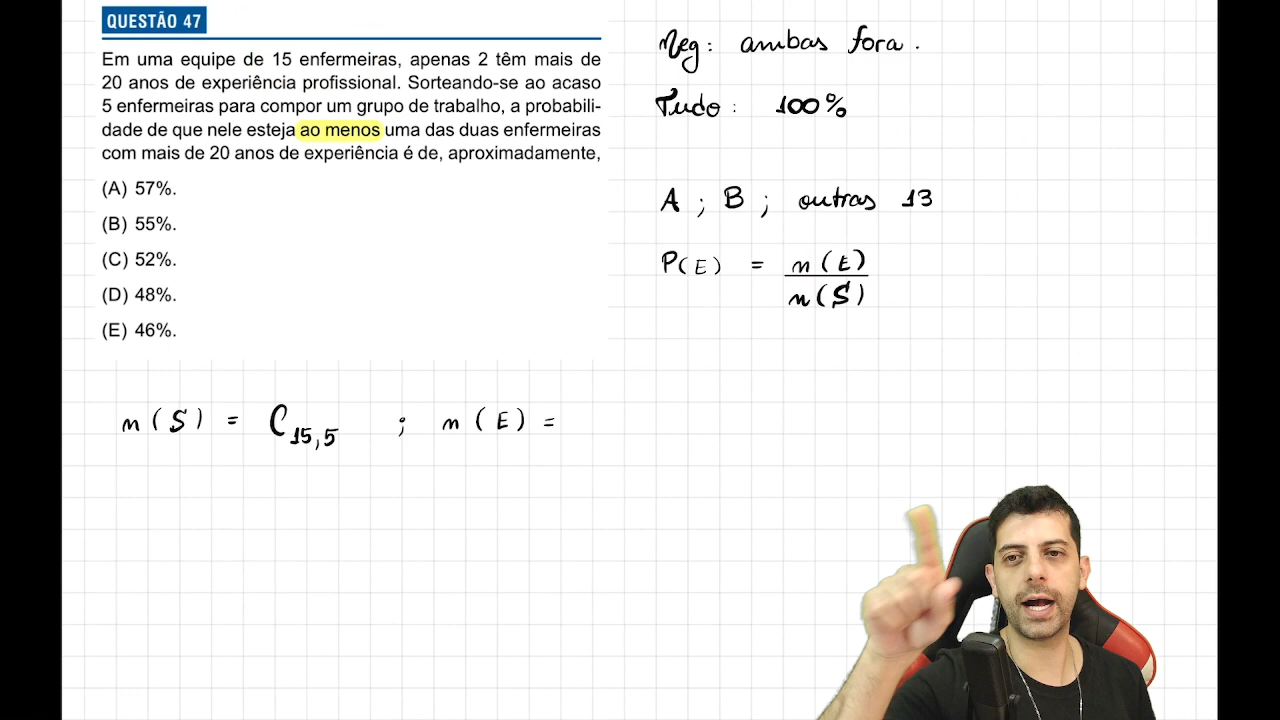 QUESTÃO 47
Em uma equipe de 15 enfermeiras, apenas 2 têm mais de
20 anos de experiência profissional. Sorteando-se ao acaso
5 enfermeiras para compor um grupo de trabalho, a probabili-
dade de que nele esteja ao menos uma das duas enfermeiras
com mais de 20 anos de experiência é de, aproximadamente,
(A) 57%.
(B) 55%.
(C) 52%.
(D) 48%.
(E) 46%.
Neg: ambas fora.
Tudo: 100%
A ; B ; outras 13
P(E) = n(E)
n(S)
n(S) = C15,5 ; n(E) =